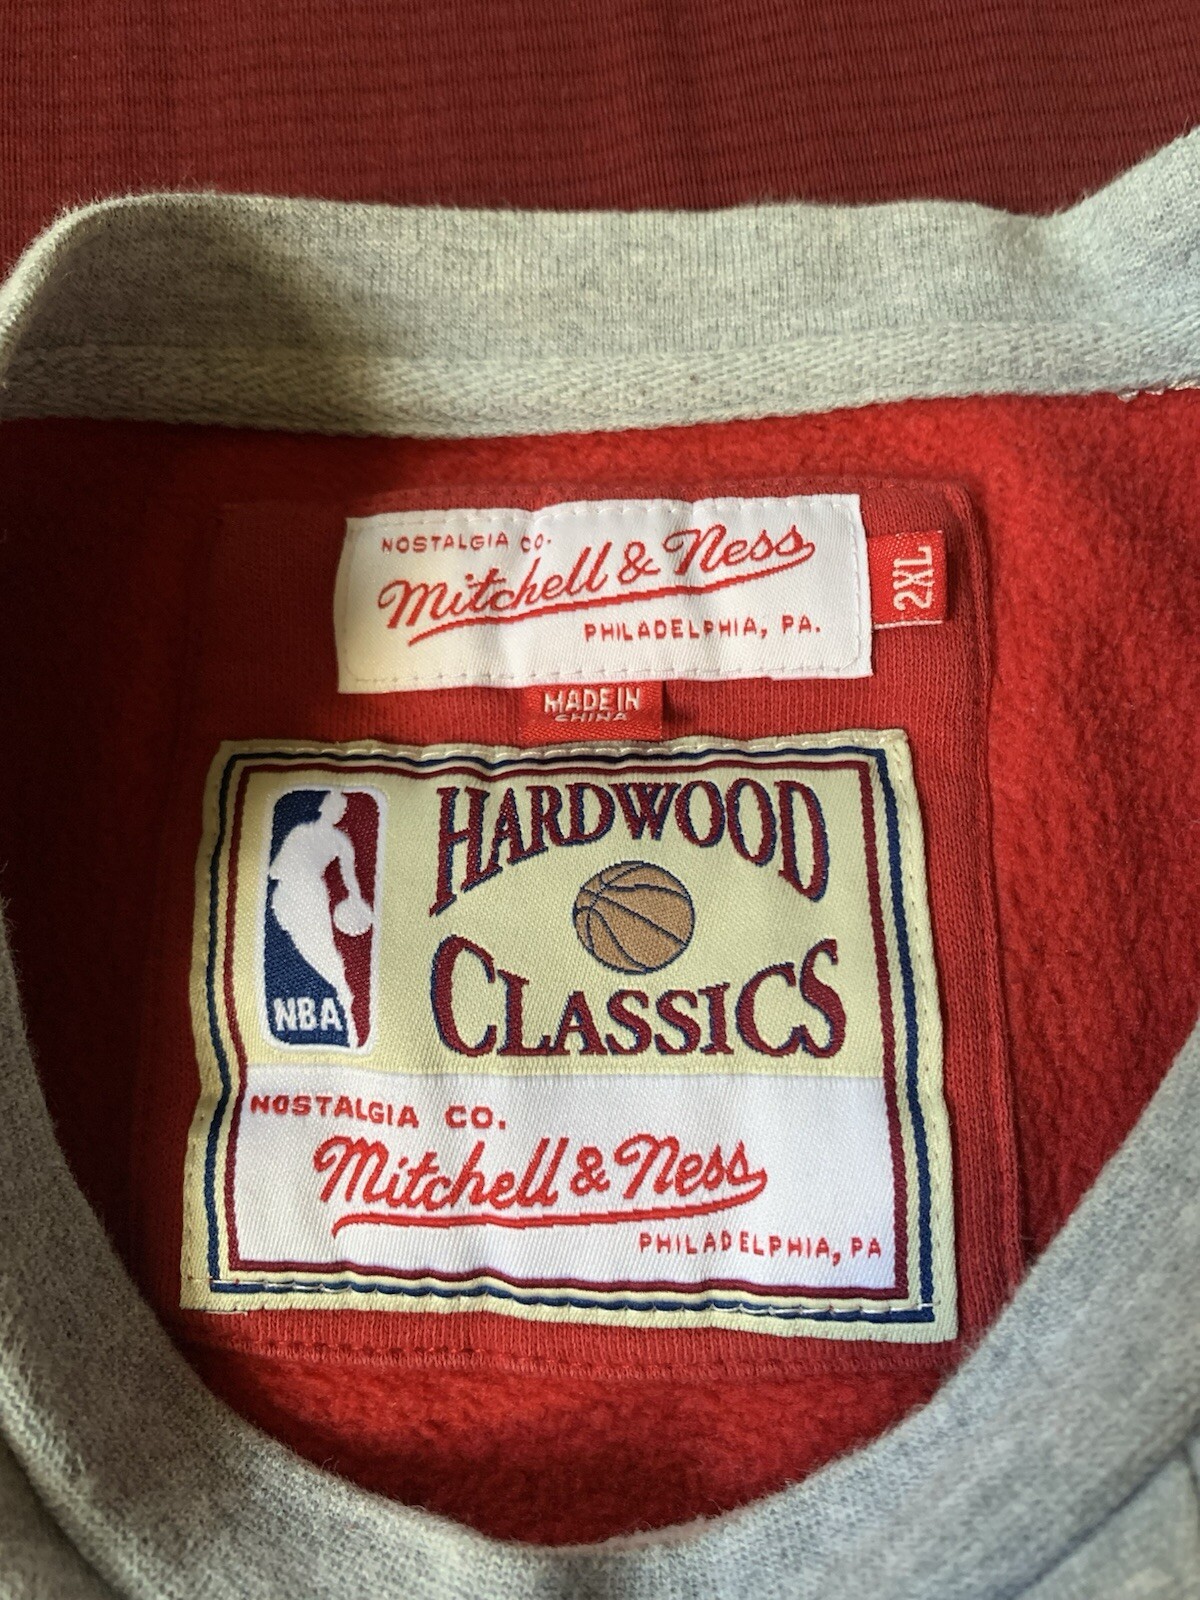 NOSTALGIA CO.
Mitchell & Ness
PHILADELPHIA, PA.
2XL
MADE IN
CHINA
HARDWOOD
CLASSICS
NBA
NOSTALGIA CO.
Mitchell & Ness
PHILADELPHIA, PA